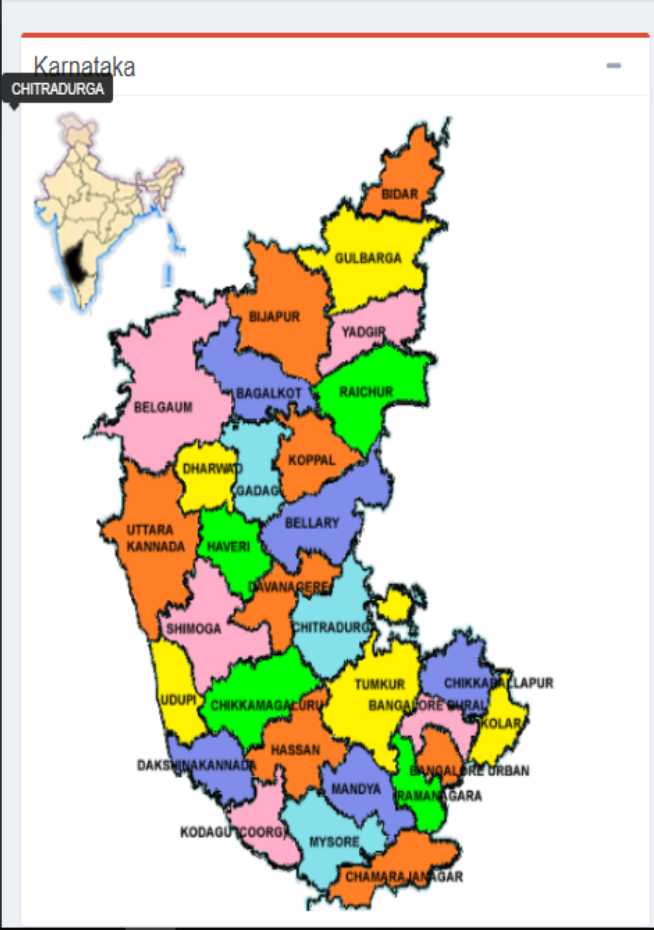 Karnataka
CHITRADURGA
BIDAR
GULBARGA
BIJAPUR
YADGIR
BAGALKOT
RAICHUR
BELGAUM
KOPPAL
DHARWAD
GADAG
BELLARY
UTTARA
KANNADA
HAVERI
DAVANAGERE
SHIMOGA
CHITRADURGA
CHIKKABALLAPUR
TUMKUR
UDUPI
CHIKKAMAGALURU
BANGALORE RURAL
KOLAR
HASSAN
DAKSHINAKANNADA
BANGALORE URBAN
MANDYA
RAMANAGARA
KODAGU (COORG)
MYSORE
CHAMARAJANAGAR